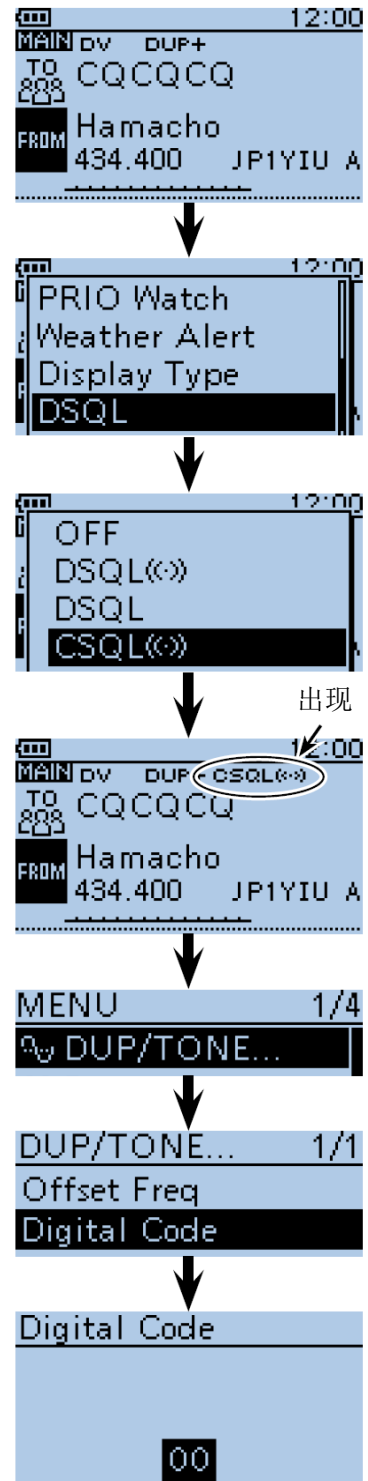 12:00
MAIN DV DUP+
TO CQCQCQ
FROM Hamacho
434.400 JP1YIU A
12:00
PRIO Watch
Weather Alert
Display Type
DSQL
12:00
OFF
DSQL((·))
DSQL
CSQL((·))
出现
12:00
MAIN DV DUP+ CSQL((·))
TO CQCQCQ
FROM Hamacho
434.400 JP1YIU A
MENU 1/4
DUP/TONE...
DUP/TONE... 1/1
Offset Freq
Digital Code
Digital Code
00